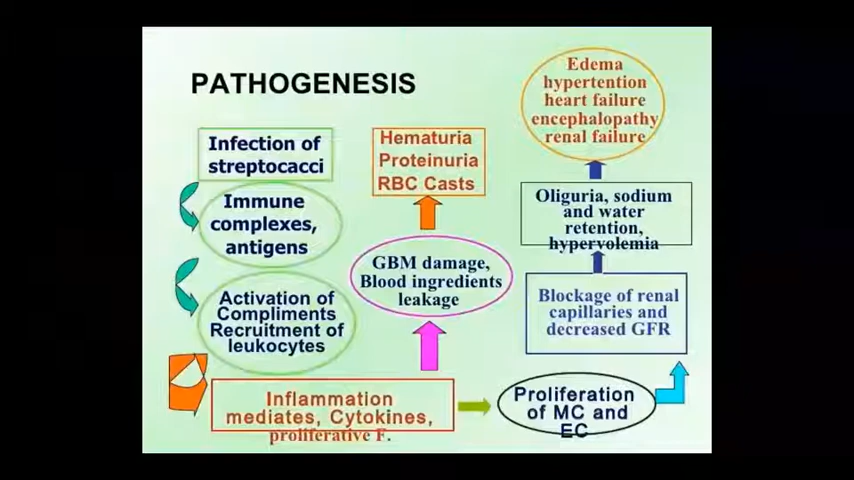 PATHOGENESIS
Infection of
streptocacci
Immune
complexes,
antigens
Activation of
Compliments
Recruitment of
leukocytes
Inflammation
mediates, Cytokines,
proliferative F.
Hematuria
Proteinuria
RBC Casts
GBM damage,
Blood ingredients
leakage
Edema
hypertention
heart failure
encephalopathy
renal failure
Oliguria, sodium
and water
retention,
hypervolemia
Blockage of renal
capillaries and
decreased GFR
Proliferation
of MC and
EC